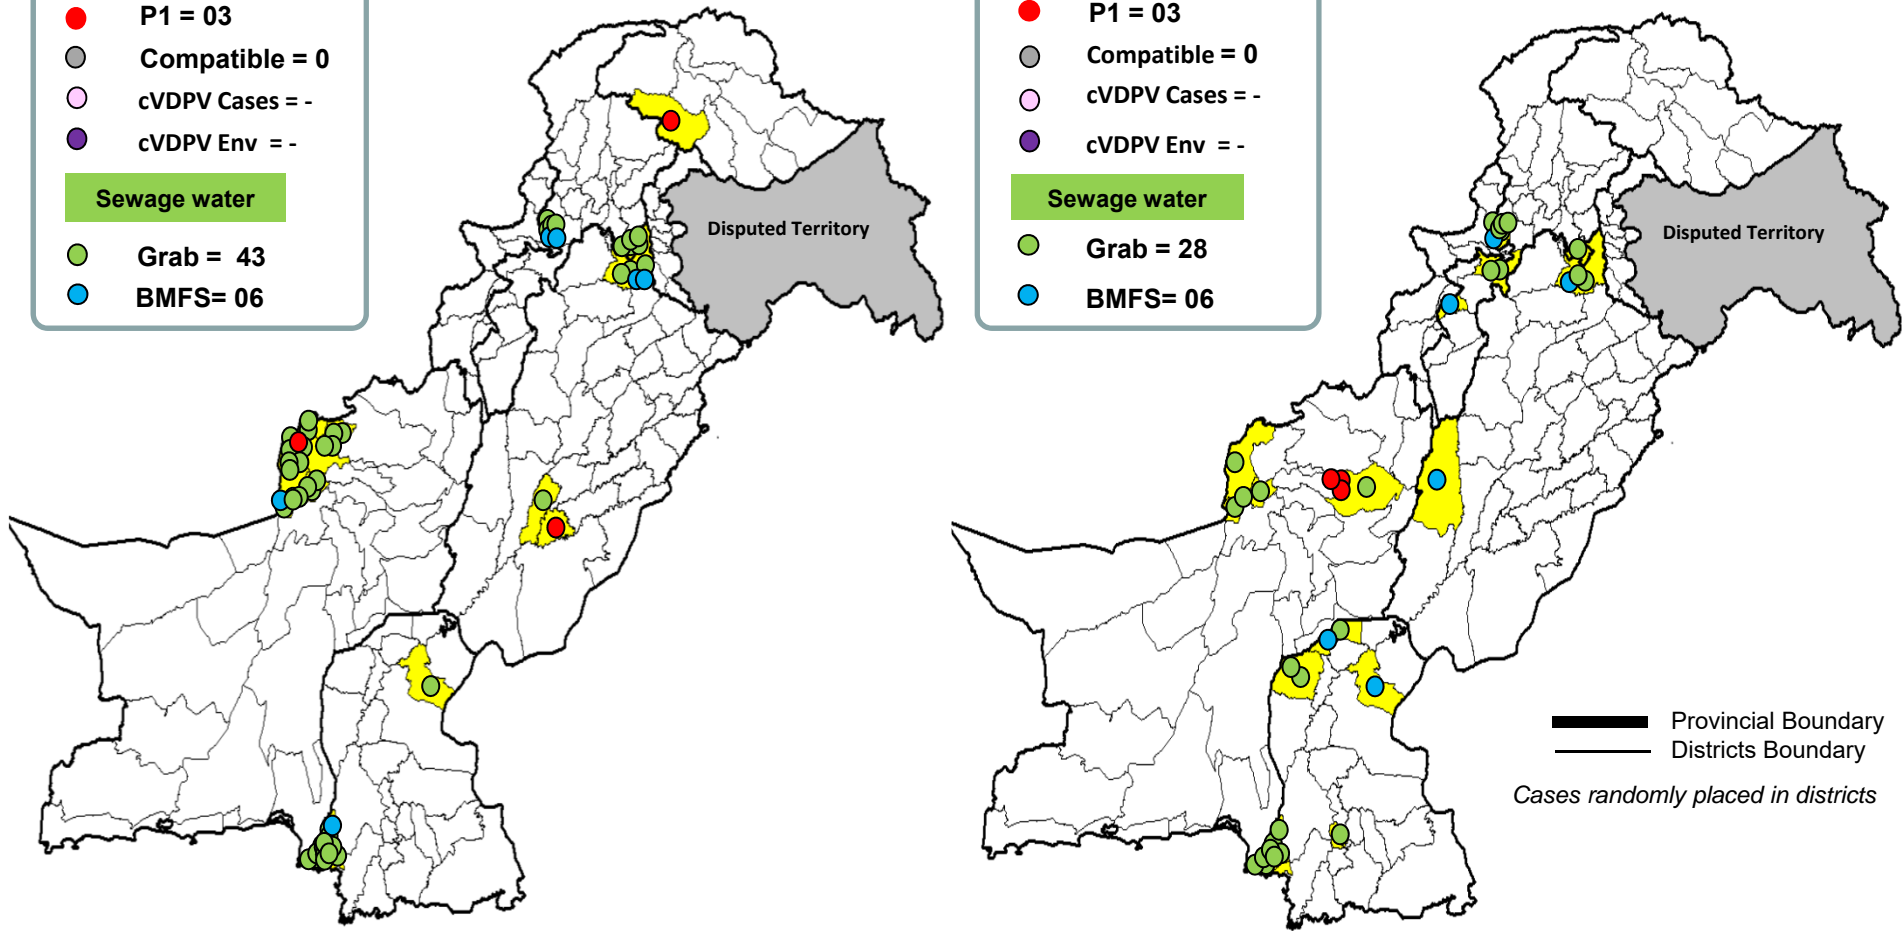 P1 = 03
Compatible = 0
cVDPV Cases = -
cVDPV Env = -
Sewage water
Grab = 43
BMFS= 06
Disputed Territory
P1 = 03
Compatible = 0
cVDPV Cases = -
cVDPV Env = -
Sewage water
Grab = 28
BMFS= 06
Disputed Territory
Provincial Boundary
Districts Boundary
Cases randomly placed in districts